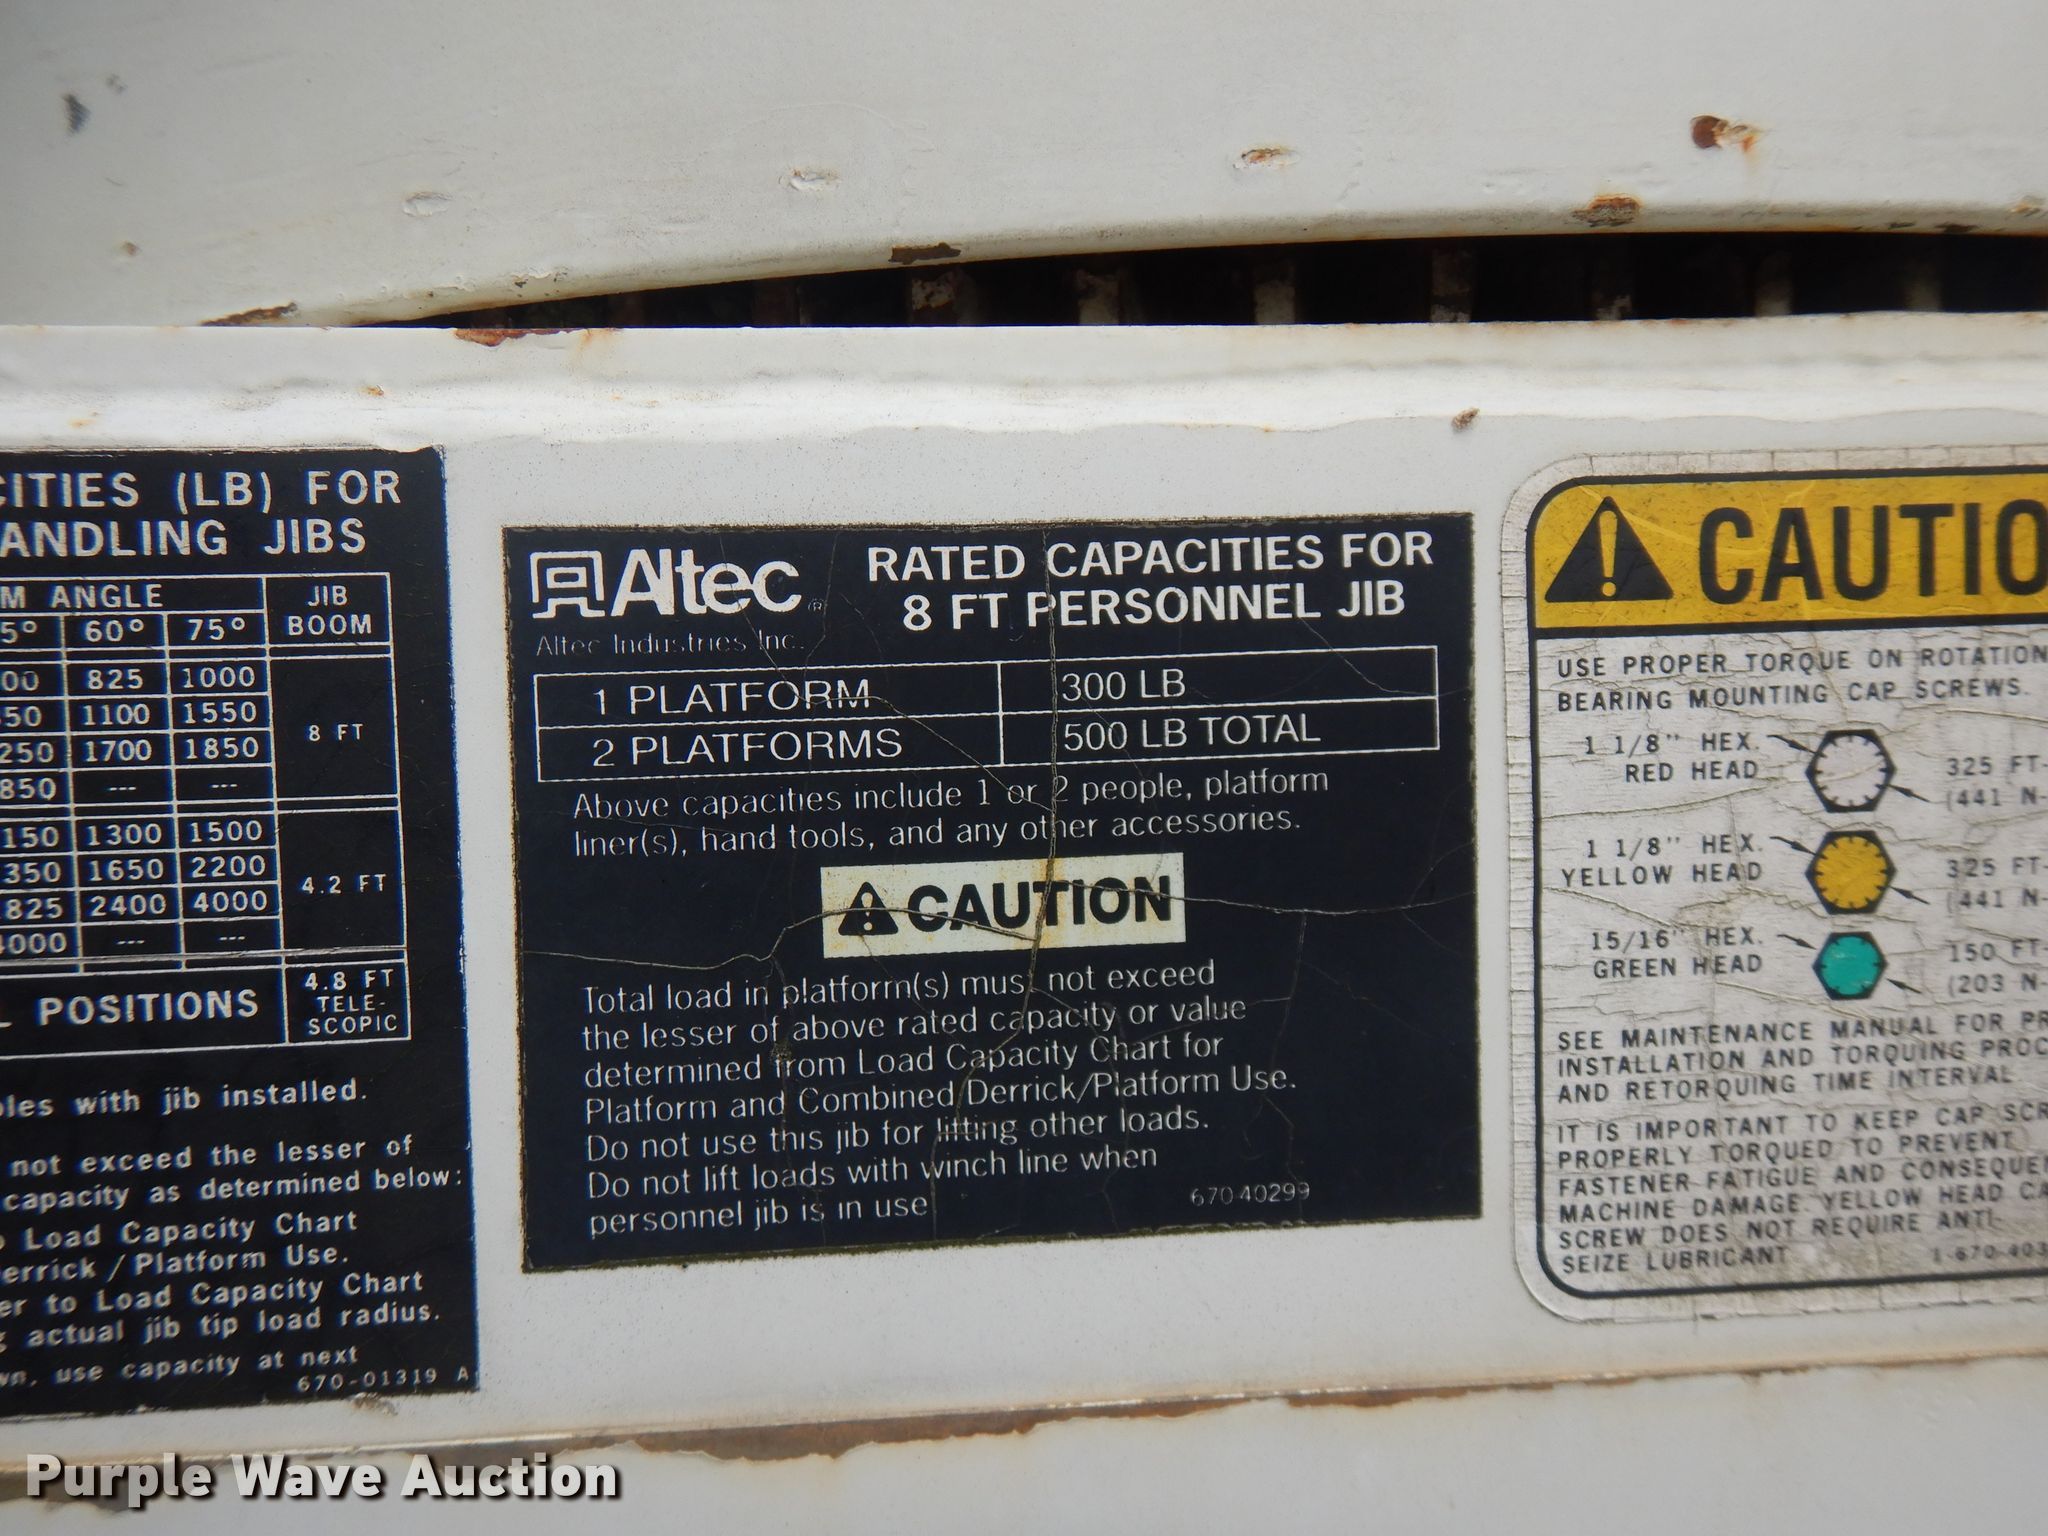 CITIES (LB) FOR
ANDLING JIBS
M ANGLE
JIB
BOOM
5° 60° 75°
00 825 1000
50 1100 1550
8 FT
250 1700 1850
850 --- ---
150 1300 1500
350 1650 2200
4.2 FT
825 2400 4000
4000 --- ---
L POSITIONS
4.8 FT
TELE-
SCOPIC
ples with jib installed.
not exceed the lesser of
capacity as determined below:
o Load Capacity Chart
errick / Platform Use.
er to Load Capacity Chart
g actual jib tip load radius.
wn, use capacity at next
670-01319 A
Altec ®
Altec Industries Inc.
RATED CAPACITIES FOR
8 FT PERSONNEL JIB
1 PLATFORM 300 LB
2 PLATFORMS 500 LB TOTAL
Above capacities include 1 or 2 people, platform
liner(s), hand tools, and any other accessories.
CAUTION
Total load in platform(s) must not exceed
the lesser of above rated capacity or value
determined from Load Capacity Chart for
Platform and Combined Derrick/Platform Use.
Do not use this jib for lifting other loads.
Do not lift loads with winch line when
personnel jib is in use
670 40299
CAUTIO
USE PROPER TORQUE ON ROTATION
BEARING MOUNTING CAP SCREWS.
1 1/8" HEX.
RED HEAD
325 FT-
(441 N-
1 1/8" HEX.
YELLOW HEAD
325 FT-
(441 N-
15/16" HEX.
GREEN HEAD
150 FT-
(203 N-
SEE MAINTENANCE MANUAL FOR PR
INSTALLATION AND TORQUING PROC
AND RETORQUING TIME INTERVAL.
IT IS IMPORTANT TO KEEP CAP SCR
PROPERLY TORQUED TO PREVENT
FASTENER FATIGUE AND CONSEQUE
MACHINE DAMAGE. YELLOW HEAD CA
SCREW DOES NOT REQUIRE ANTI-
SEIZE LUBRICANT
1-670-403
Purple Wave Auction